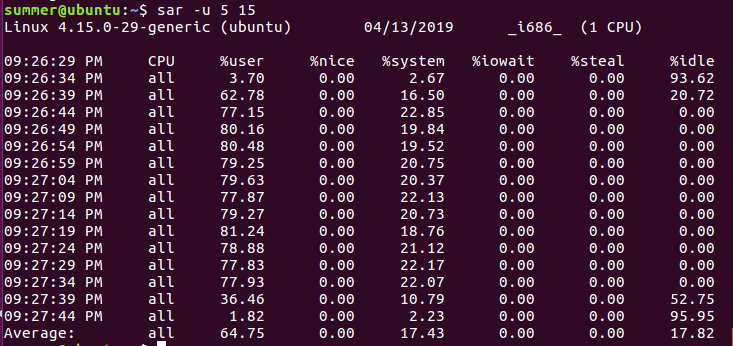 summer@ubuntu:~$ sar -u 5 15
Linux 4.15.0-29-generic (ubuntu) 04/13/2019 _i686_ (1 CPU)
09:26:29 PM CPU %user %nice %system %iowait %steal %idle
09:26:34 PM all 3.70 0.00 2.67 0.00 0.00 93.62
09:26:39 PM all 62.78 0.00 16.50 0.00 0.00 20.72
09:26:44 PM all 77.15 0.00 22.85 0.00 0.00 0.00
09:26:49 PM all 80.16 0.00 19.84 0.00 0.00 0.00
09:26:54 PM all 80.48 0.00 19.52 0.00 0.00 0.00
09:26:59 PM all 79.25 0.00 20.75 0.00 0.00 0.00
09:27:04 PM all 79.63 0.00 20.37 0.00 0.00 0.00
09:27:09 PM all 77.87 0.00 22.13 0.00 0.00 0.00
09:27:14 PM all 79.27 0.00 20.73 0.00 0.00 0.00
09:27:19 PM all 81.24 0.00 18.76 0.00 0.00 0.00
09:27:24 PM all 78.88 0.00 21.12 0.00 0.00 0.00
09:27:29 PM all 77.83 0.00 22.17 0.00 0.00 0.00
09:27:34 PM all 77.93 0.00 22.07 0.00 0.00 0.00
09:27:39 PM all 36.46 0.00 10.79 0.00 0.00 52.75
09:27:44 PM all 1.82 0.00 2.23 0.00 0.00 95.95
Average: all 64.75 0.00 17.43 0.00 0.00 17.82